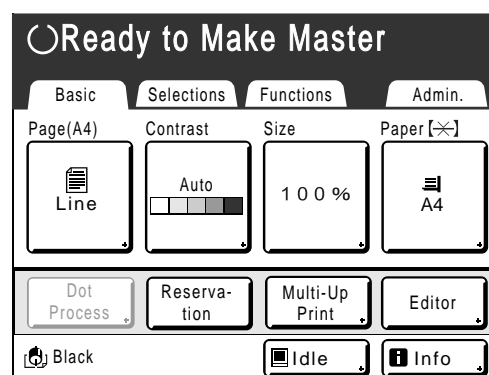 Ready to Make Master
Basic Selections Functions Admin.
Page(A4) Contrast Size Paper【※】
Line Auto 100% A4
Dot Process Reserva-tion Multi-Up Print Editor
Black Idle Info